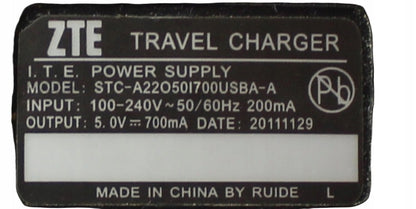 ZTE TRAVEL CHARGER
I. T. E. POWER SUPPLY
MODEL: STC-A22O50I700USBA-A
INPUT: 100-240V~50/60Hz 200mA
OUTPUT: 5.0V⎓700mA DATE: 20111129
Pb
MADE IN CHINA BY RUIDE L